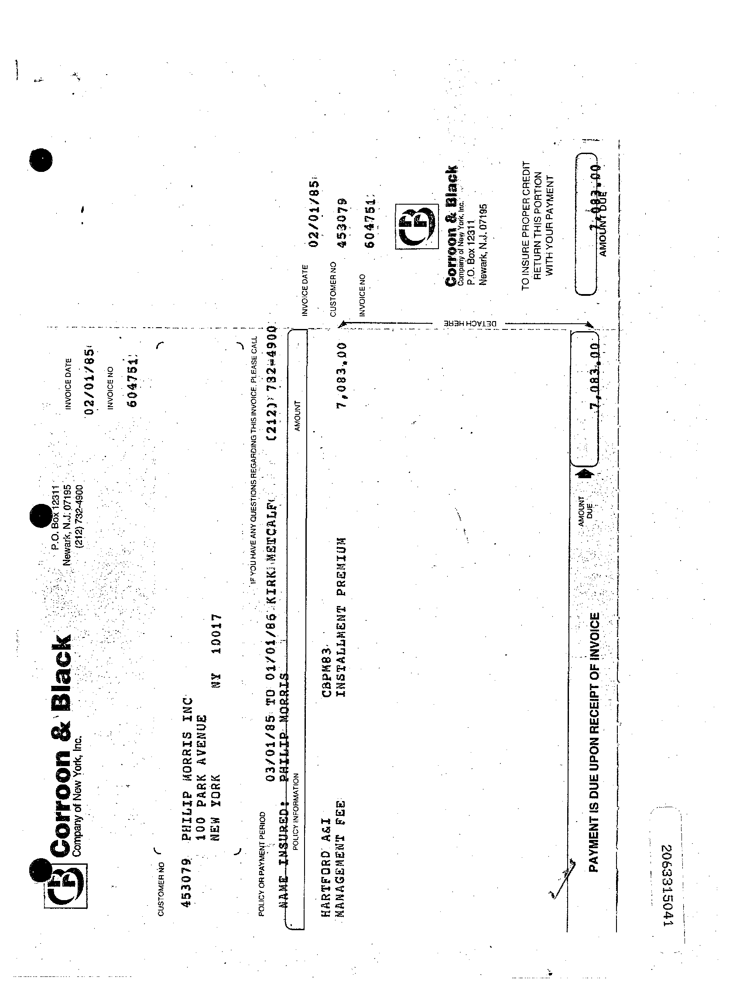 CB
Corroon & Black
Company of New York, Inc.
P.O. Box 12311
Newark, N.J. 07195
(212) 732-4900
INVOICE DATE
02/01/85
INVOICE NO
604751
CUSTOMER NO
453079 PHILIP MORRIS INC
100 PARK AVENUE
NEW YORK NY 10017
POLICY OR PAYMENT PERIOD
IF YOU HAVE ANY QUESTIONS REGARDING THIS INVOICE, PLEASE CALL
03/01/85 TO 01/01/86 KIRK METCALF (212) 732-4900
NAME INSURED: PHILIP MORRIS
POLICY INFORMATION
AMOUNT
HARTFORD A&I CBPM83
MANAGEMENT FEE INSTALLMENT PREMIUM 7,083.00
PAYMENT IS DUE UPON RECEIPT OF INVOICE
AMOUNT
DUE
7,083.00
DETACH HERE
INVOICE DATE
02/01/85
CUSTOMER NO
453079
INVOICE NO
604751
CB
Corroon & Black
Company of New York, Inc.
P.O. Box 12311
Newark, N.J. 07195
TO INSURE PROPER CREDIT
RETURN THIS PORTION
WITH YOUR PAYMENT
7,083.00
AMOUNT DUE
2063315041